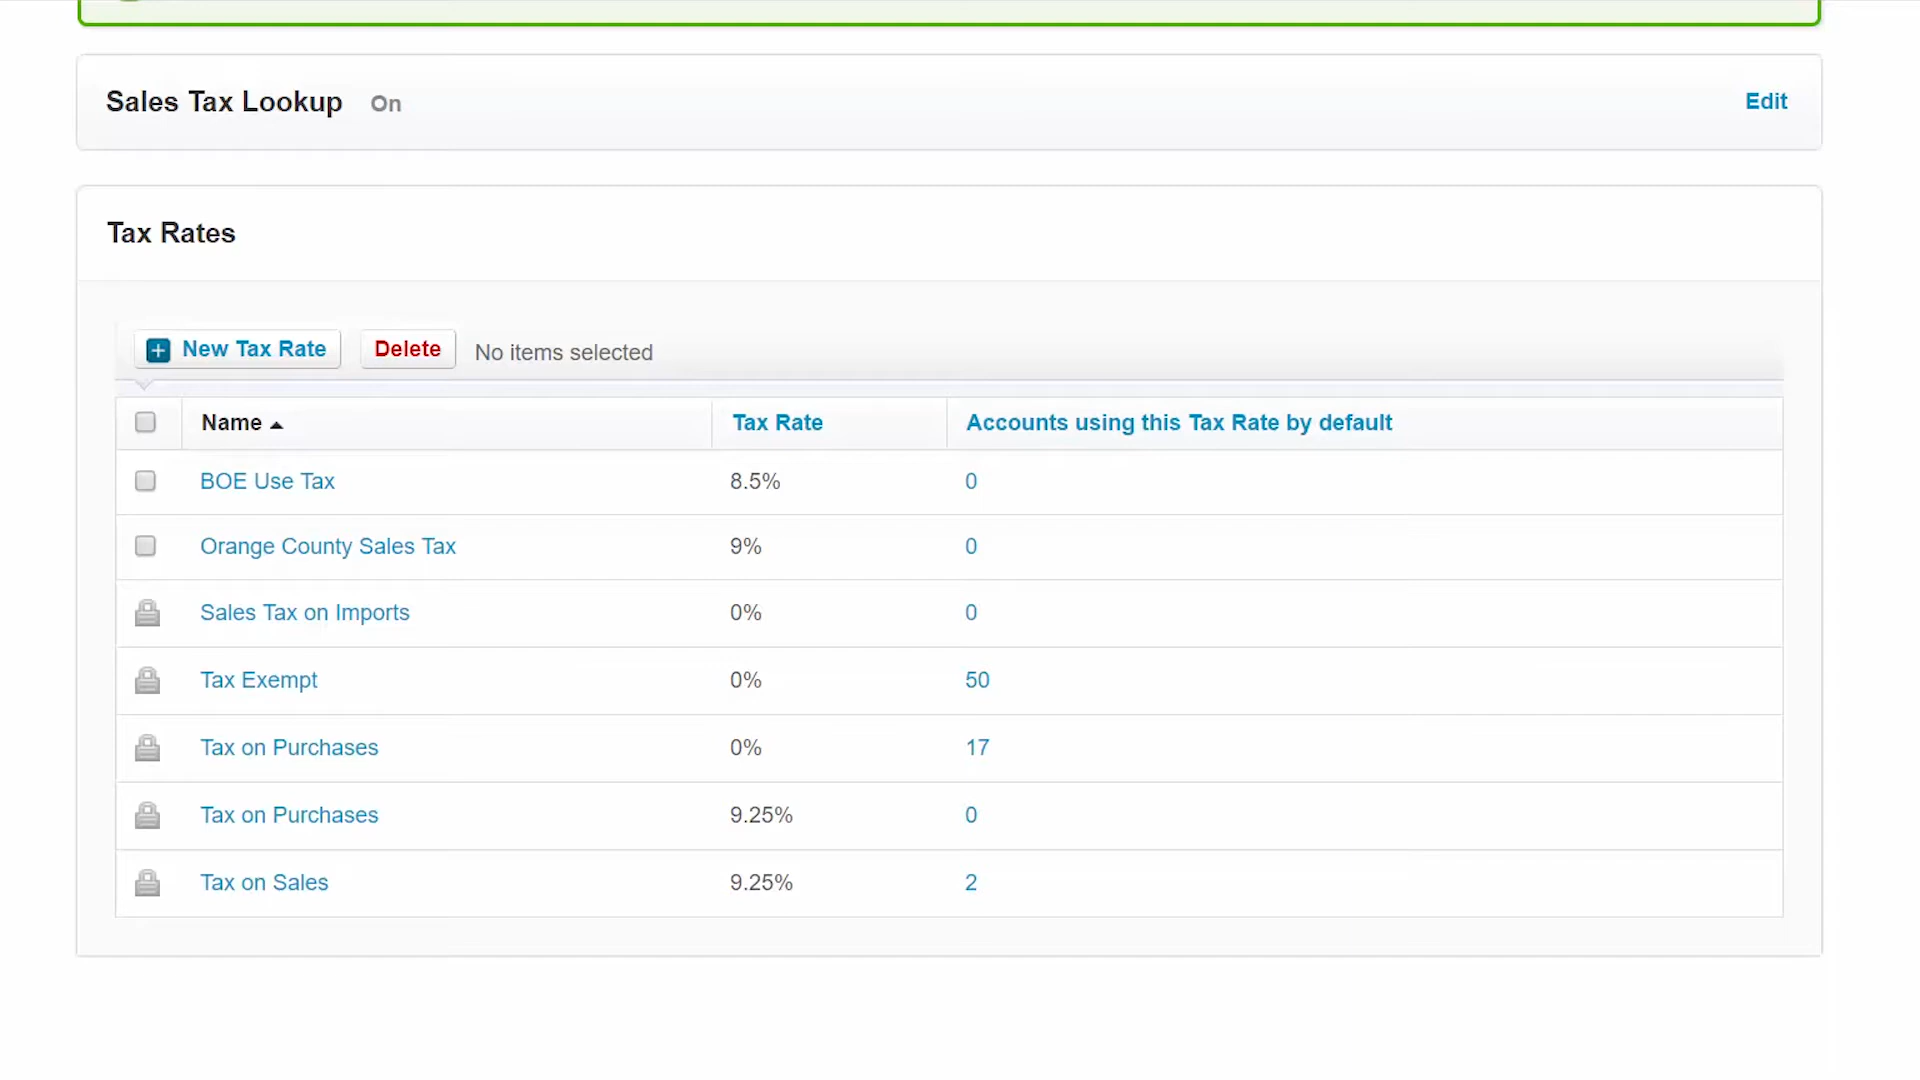 Sales Tax Lookup On Edit
Tax Rates
New Tax Rate Delete No items selected
Name Tax Rate Accounts using this Tax Rate by default
BOE Use Tax 8.5% 0
Orange County Sales Tax 9% 0
Sales Tax on Imports 0% 0
Tax Exempt 0% 50
Tax on Purchases 0% 17
Tax on Purchases 9.25% 0
Tax on Sales 9.25% 2